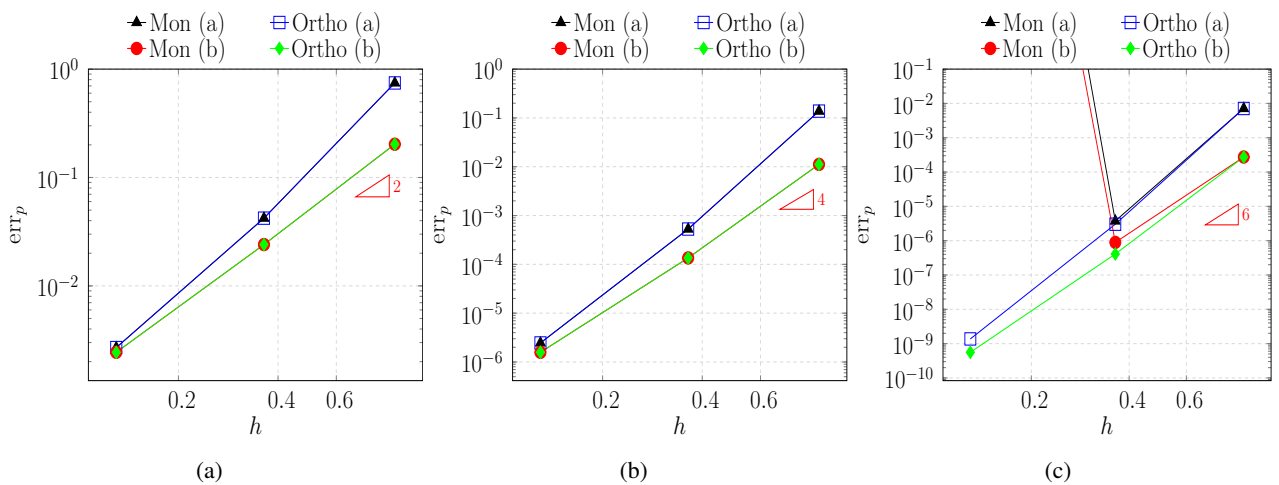 Mon (a) Ortho (a)
Mon (b) Ortho (b)
10^0
10^-1
10^-2
err_p
2
0.2 0.4 0.6
h
(a)
Mon (a) Ortho (a)
Mon (b) Ortho (b)
10^0
10^-1
10^-2
10^-3
10^-4
10^-5
10^-6
err_p
4
0.2 0.4 0.6
h
(b)
Mon (a) Ortho (a)
Mon (b) Ortho (b)
10^-1
10^-2
10^-3
10^-4
10^-5
10^-6
10^-7
10^-8
10^-9
10^-10
err_p
6
0.2 0.4 0.6
h
(c)